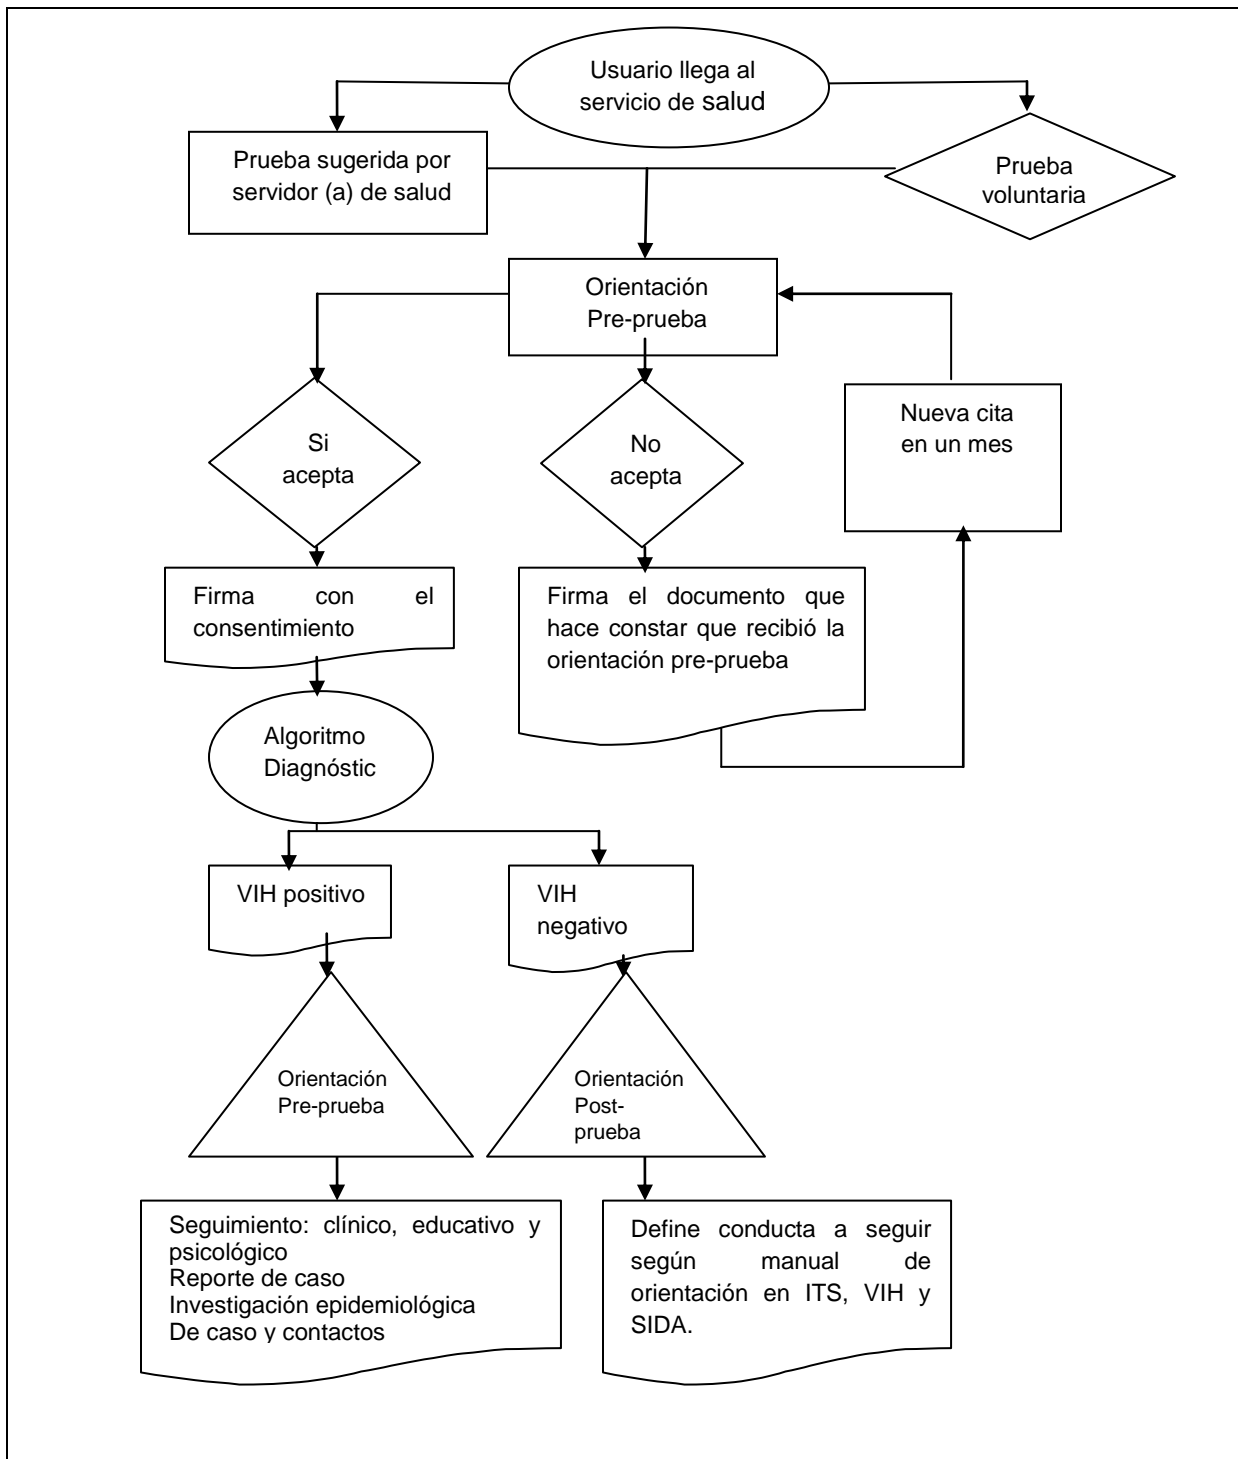 Usuario llega al
servicio de salud
Prueba sugerida por
servidor (a) de salud
Prueba
voluntaria
Orientación
Pre-prueba
Si
acepta
No
acepta
Nueva cita
en un mes
Firma con el
consentimiento
Firma el documento que
hace constar que recibió la
orientación pre-prueba
Algoritmo
Diagnóstic
VIH positivo
VIH
negativo
Orientación
Pre-prueba
Orientación
Post-
prueba
Seguimiento: clínico, educativo y
psicológico
Reporte de caso
Investigación epidemiológica
De caso y contactos
Define conducta a seguir
según manual de
orientación en ITS, VIH y
SIDA.